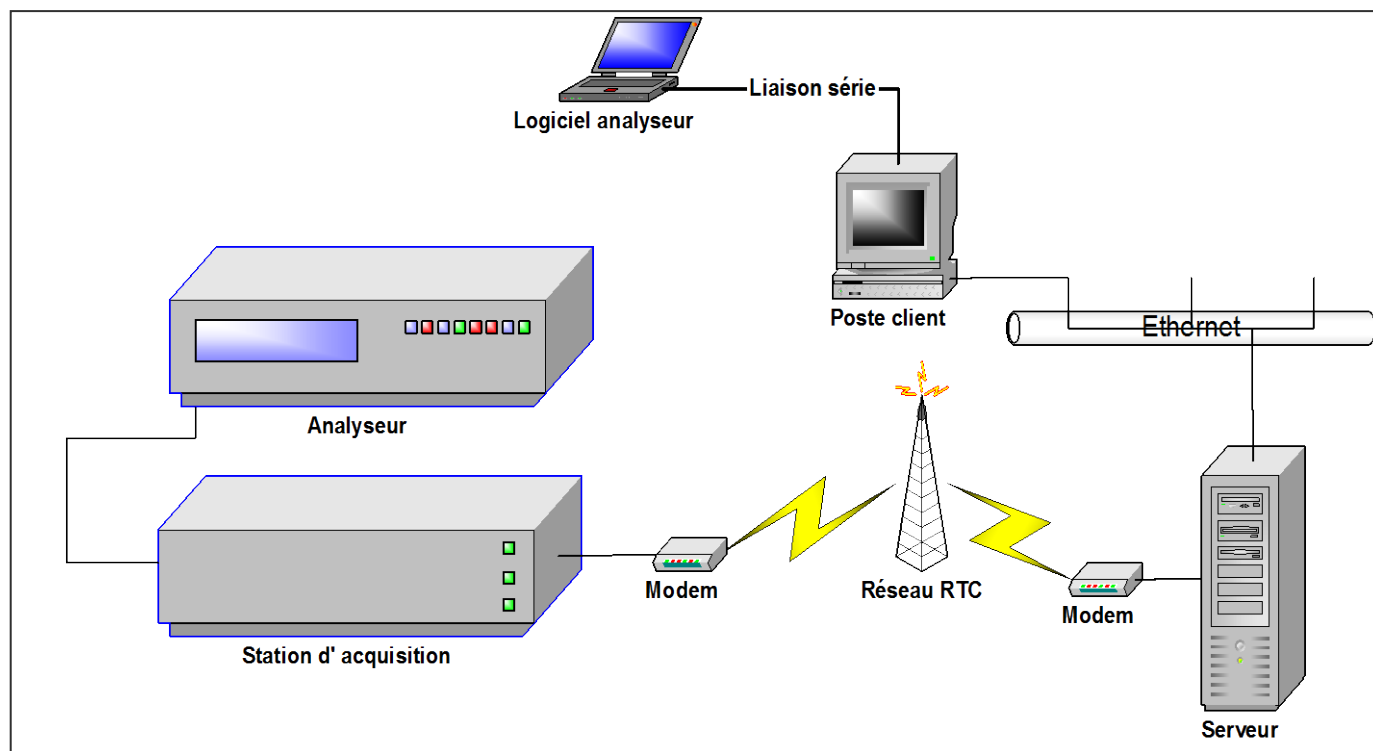 Liaison série
Logiciel analyseur
Poste client
Ethernet
Analyseur
Modem
Réseau RTC
Modem
Station d' acquisition
Serveur